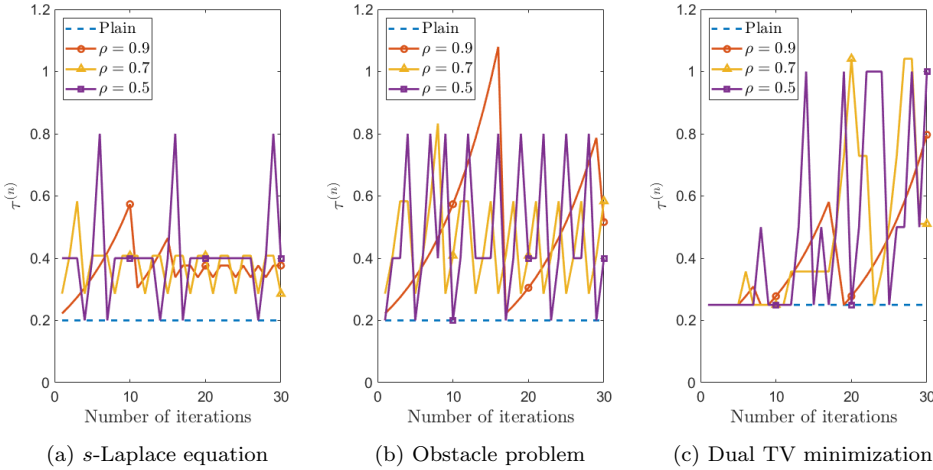 1.2
1
0.8
0.6
0.4
0.2
0
τ(n)
Plain
ρ = 0.9
ρ = 0.7
ρ = 0.5
0 10 20 30
Number of iterations
(a) s-Laplace equation
1.2
1
0.8
0.6
0.4
0.2
0
τ(n)
Plain
ρ = 0.9
ρ = 0.7
ρ = 0.5
0 10 20 30
Number of iterations
(b) Obstacle problem
1.2
1
0.8
0.6
0.4
0.2
0
τ(n)
Plain
ρ = 0.9
ρ = 0.7
ρ = 0.5
0 10 20 30
Number of iterations
(c) Dual TV minimization